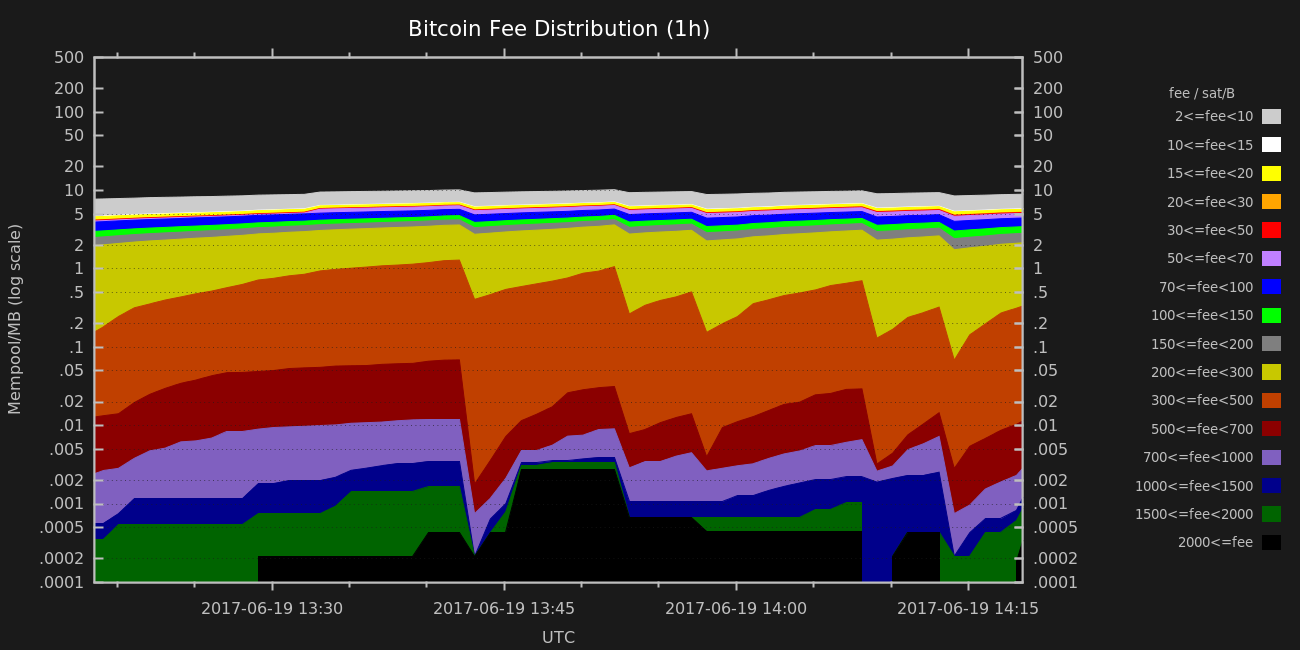 Bitcoin Fee Distribution (1h)
Mempool/MB (log scale)
500
200
100
50
20
10
5
2
1
.5
.2
.1
.05
.02
.01
.005
.002
.001
.0005
.0002
.0001
500
200
100
50
20
10
5
2
1
.5
.2
.1
.05
.02
.01
.005
.002
.001
.0005
.0002
.0001
2017-06-19 13:30
2017-06-19 13:45
2017-06-19 14:00
2017-06-19 14:15
UTC
fee / sat/B
2<=fee<10
10<=fee<15
15<=fee<20
20<=fee<30
30<=fee<50
50<=fee<70
70<=fee<100
100<=fee<150
150<=fee<200
200<=fee<300
300<=fee<500
500<=fee<700
700<=fee<1000
1000<=fee<1500
1500<=fee<2000
2000<=fee